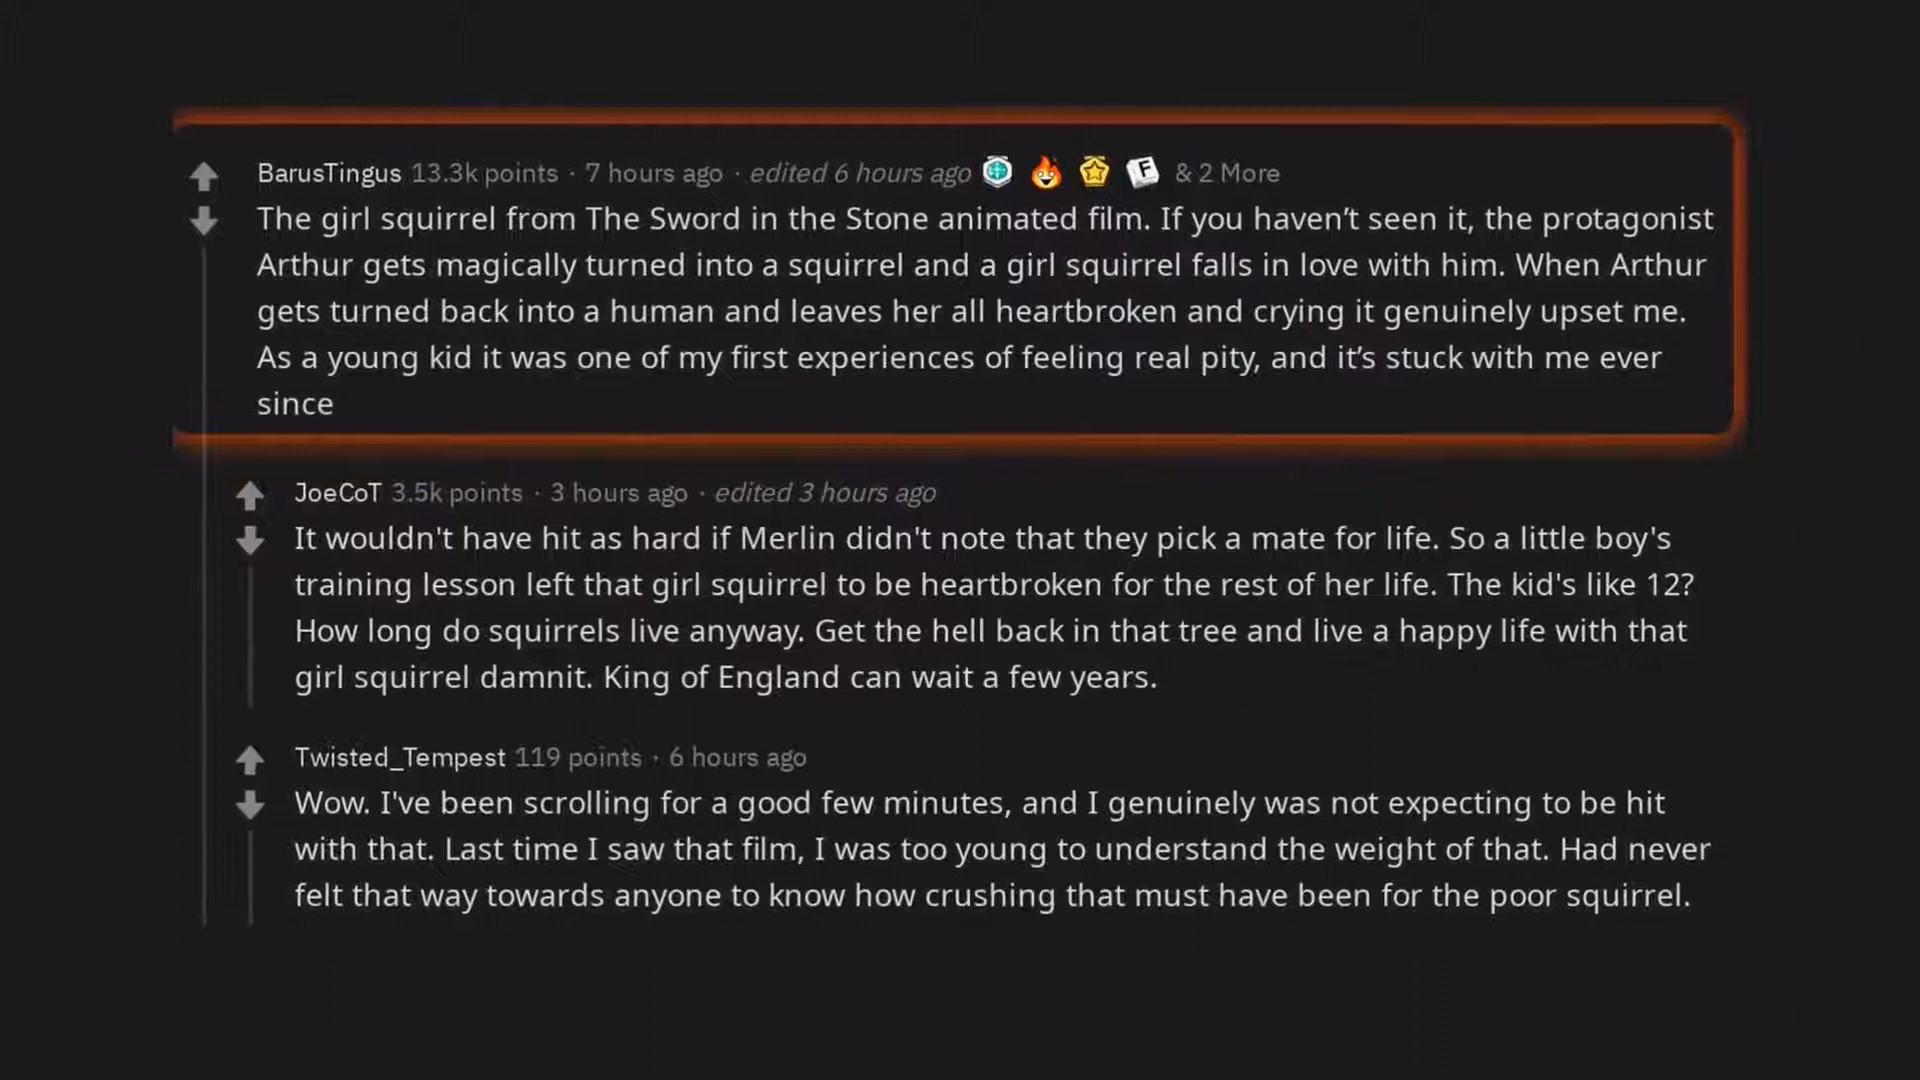 BarusTingus 13.3k points · 7 hours ago · edited 6 hours ago F & 2 More
The girl squirrel from The Sword in the Stone animated film. If you haven’t seen it, the protagonist
Arthur gets magically turned into a squirrel and a girl squirrel falls in love with him. When Arthur
gets turned back into a human and leaves her all heartbroken and crying it genuinely upset me.
As a young kid it was one of my first experiences of feeling real pity, and it’s stuck with me ever
since
JoeCoT 3.5k points · 3 hours ago · edited 3 hours ago
It wouldn't have hit as hard if Merlin didn't note that they pick a mate for life. So a little boy's
training lesson left that girl squirrel to be heartbroken for the rest of her life. The kid's like 12?
How long do squirrels live anyway. Get the hell back in that tree and live a happy life with that
girl squirrel damnit. King of England can wait a few years.
Twisted_Tempest 119 points · 6 hours ago
Wow. I've been scrolling for a good few minutes, and I genuinely was not expecting to be hit
with that. Last time I saw that film, I was too young to understand the weight of that. Had never
felt that way towards anyone to know how crushing that must have been for the poor squirrel.